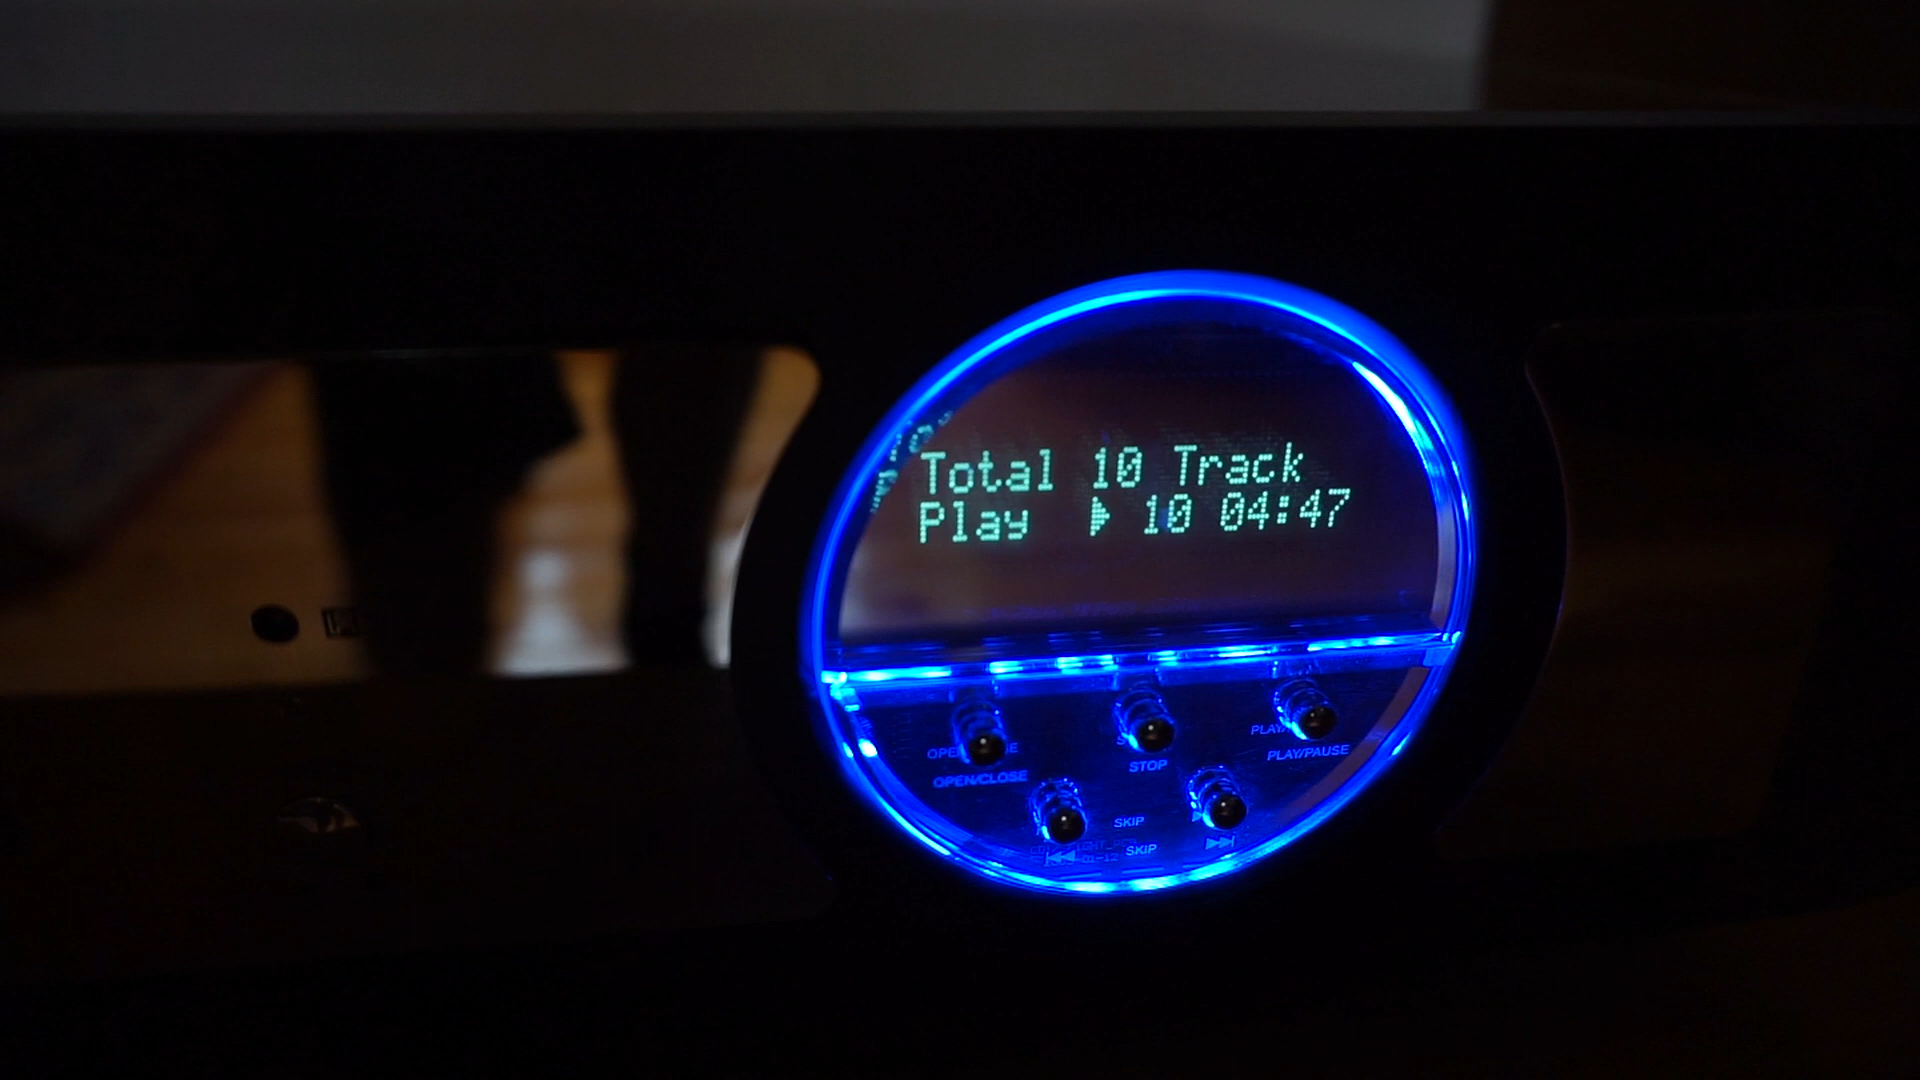 Total 10 Track
Play ▶ 10 04:47
OPEN/CLOSE
STOP
PLAY/PAUSE
SKIP
SKIP